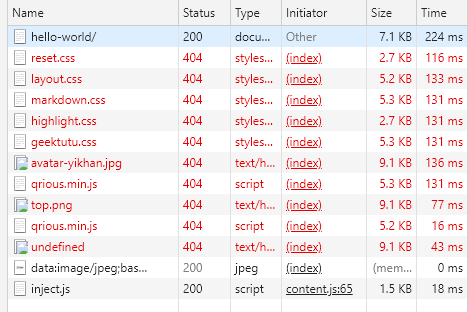 Name Status Type Initiator Size Time
hello-world/ 200 docu... Other 7.1 KB 224 ms
reset.css 404 styles... (index) 2.7 KB 116 ms
layout.css 404 styles... (index) 5.2 KB 133 ms
markdown.css 404 styles... (index) 5.3 KB 131 ms
highlight.css 404 styles... (index) 2.7 KB 131 ms
geektutu.css 404 styles... (index) 5.3 KB 131 ms
avatar-yikhan.jpg 404 text/h... (index) 9.1 KB 136 ms
qrious.min.js 404 script (index) 5.3 KB 131 ms
top.png 404 text/h... (index) 9.1 KB 77 ms
qrious.min.js 404 script (index) 5.2 KB 16 ms
undefined 404 text/h... (index) 9.1 KB 43 ms
data:image/jpeg;bas... 200 jpeg (index) (mem... 0 ms
inject.js 200 script content.js:65 1.5 KB 18 ms